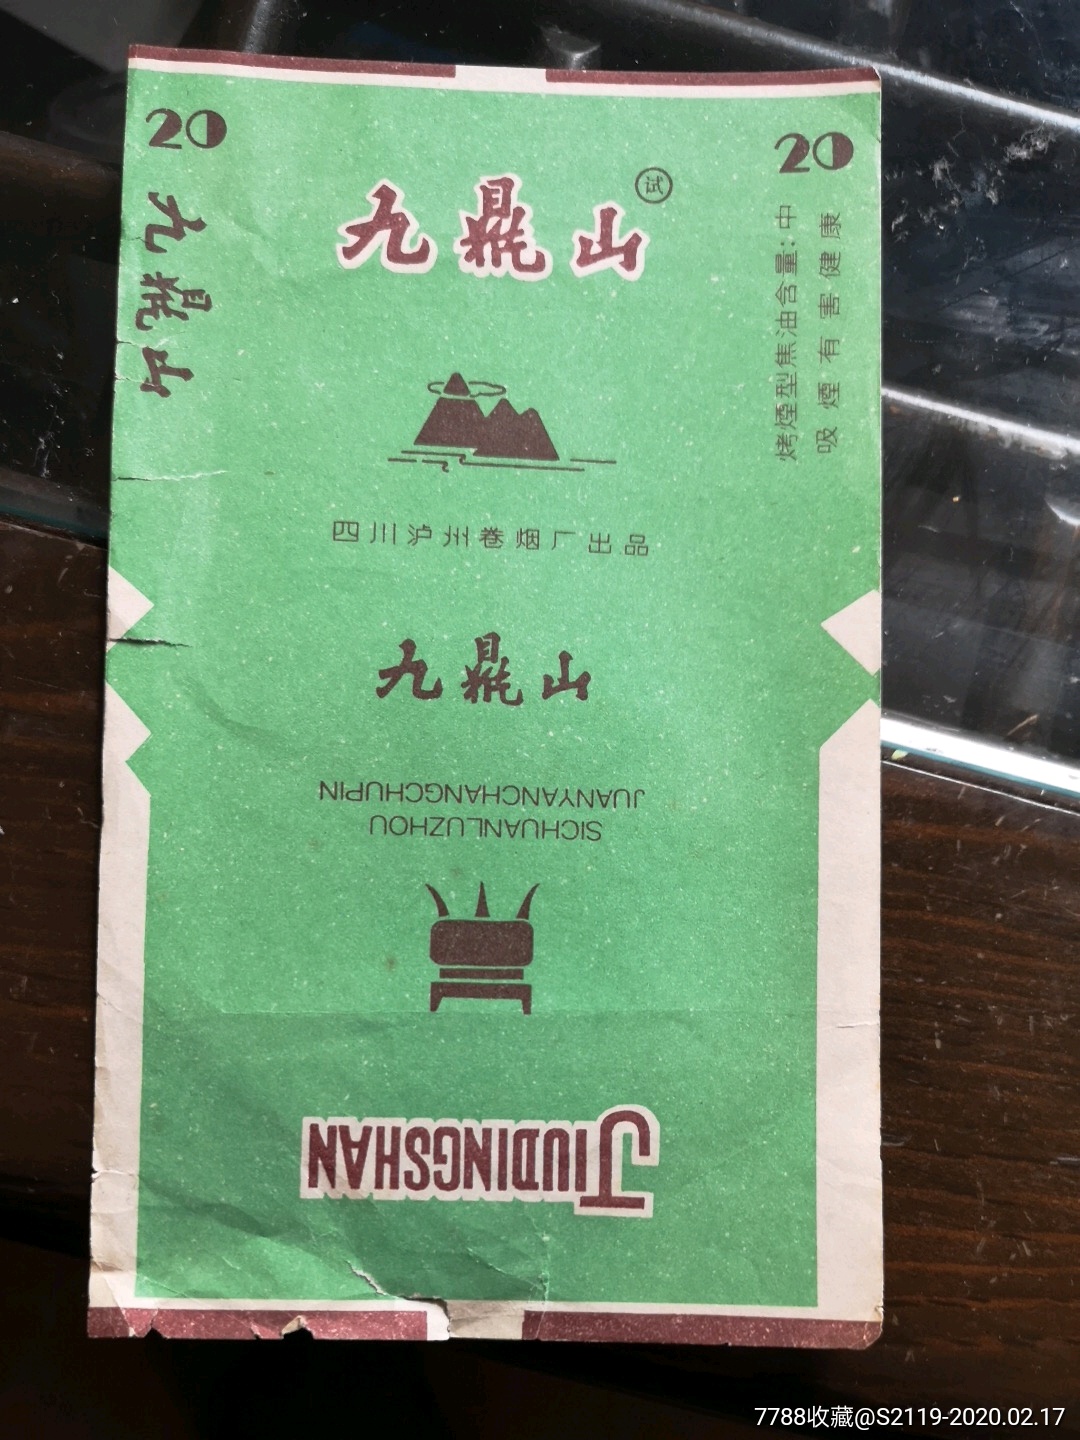 20
20
九鼎山
试
九鼎山
烤煙型焦油含量:中
吸煙有害健康
四川泸州卷烟厂出品
九鼎山
SICHUANLUZHOU
JUANYANCHANGCHUPIN
JIUDINGSHAN
7788收藏@S2119-2020.02.17